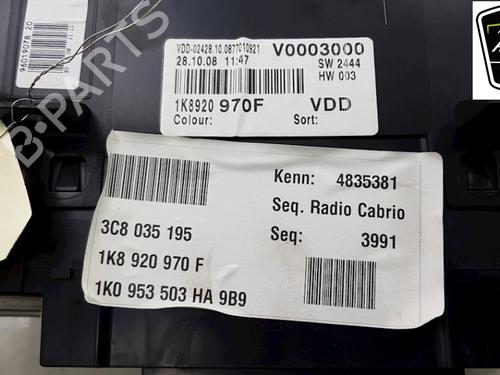 96019078 20
VDD-02428.10.0877010921
28.10.08 11:47
V0003000
SW 2444
HW 003
1K8920 970F
VDD
Colour:
Sort:
3C8 035 195
1K8 920 970 F
1K0 953 503 HA 9B9
Kenn: 4835381
Seq. Radio Cabrio
Seq: 3991
B-PARTS